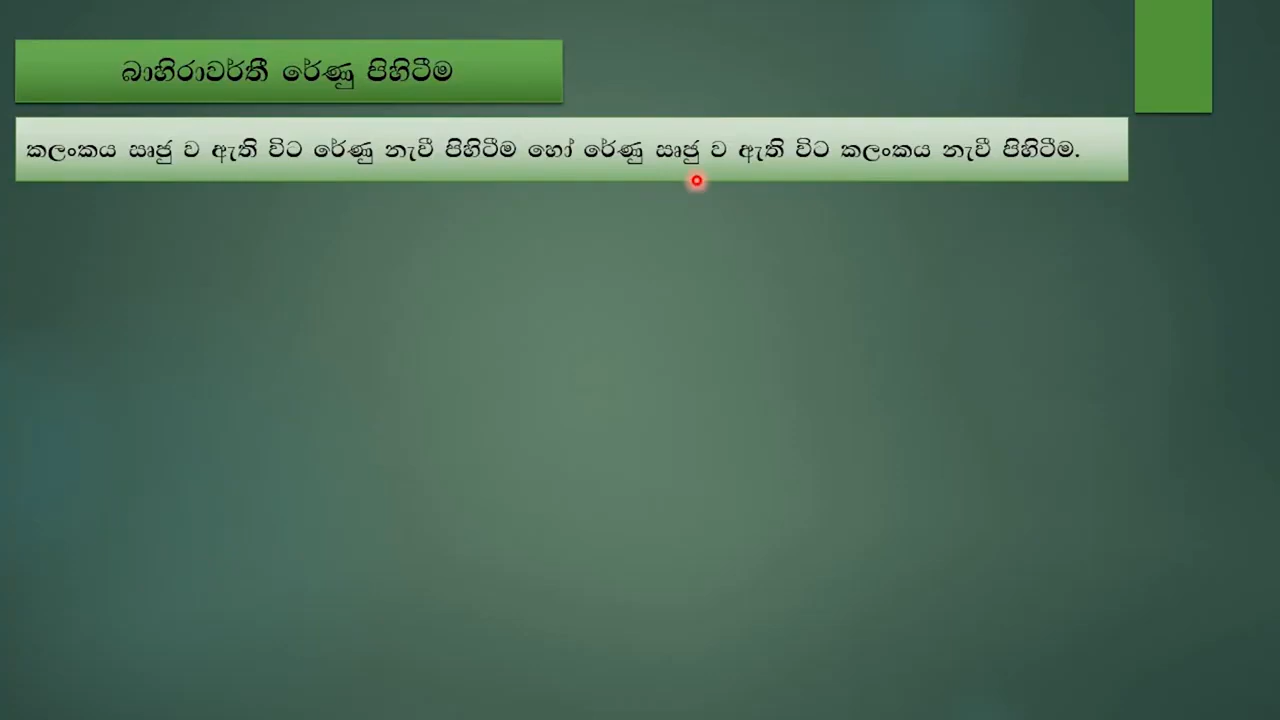 බාහිරාවර්තී රේණු පිහිටීම
කලංකය සෘජු ව ඇති විට රේණු නැවී පිහිටීම හෝ රේණු සෘජු ව ඇති විට කලංකය නැවී පිහිටීම.